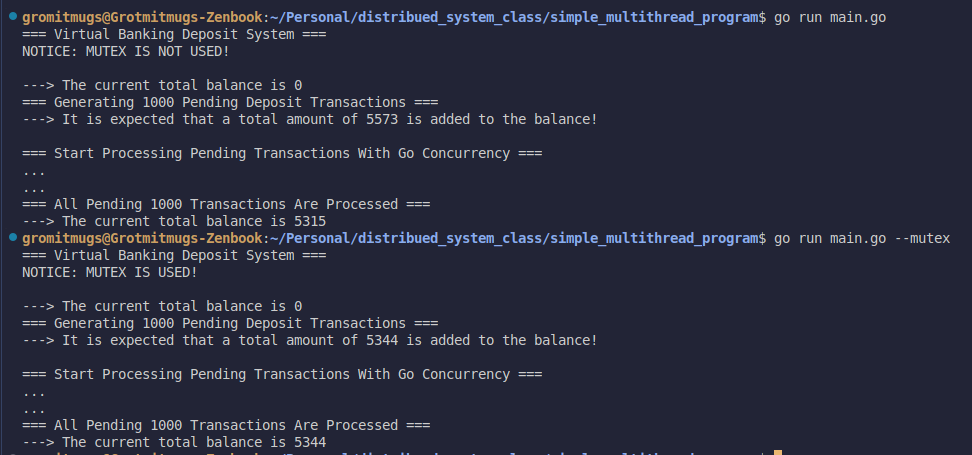 gromitmugs@Grotmitmugs-Zenbook:~/Personal/distribued_system_class/simple_multithread_program$ go run main.go
=== Virtual Banking Deposit System ===
NOTICE: MUTEX IS NOT USED!
---> The current total balance is 0
=== Generating 1000 Pending Deposit Transactions ===
---> It is expected that a total amount of 5573 is added to the balance!
=== Start Processing Pending Transactions With Go Concurrency ===
...
...
=== All Pending 1000 Transactions Are Processed ===
---> The current total balance is 5315
gromitmugs@Grotmitmugs-Zenbook:~/Personal/distribued_system_class/simple_multithread_program$ go run main.go --mutex
=== Virtual Banking Deposit System ===
NOTICE: MUTEX IS USED!
---> The current total balance is 0
=== Generating 1000 Pending Deposit Transactions ===
---> It is expected that a total amount of 5344 is added to the balance!
=== Start Processing Pending Transactions With Go Concurrency ===
...
...
=== All Pending 1000 Transactions Are Processed ===
---> The current total balance is 5344